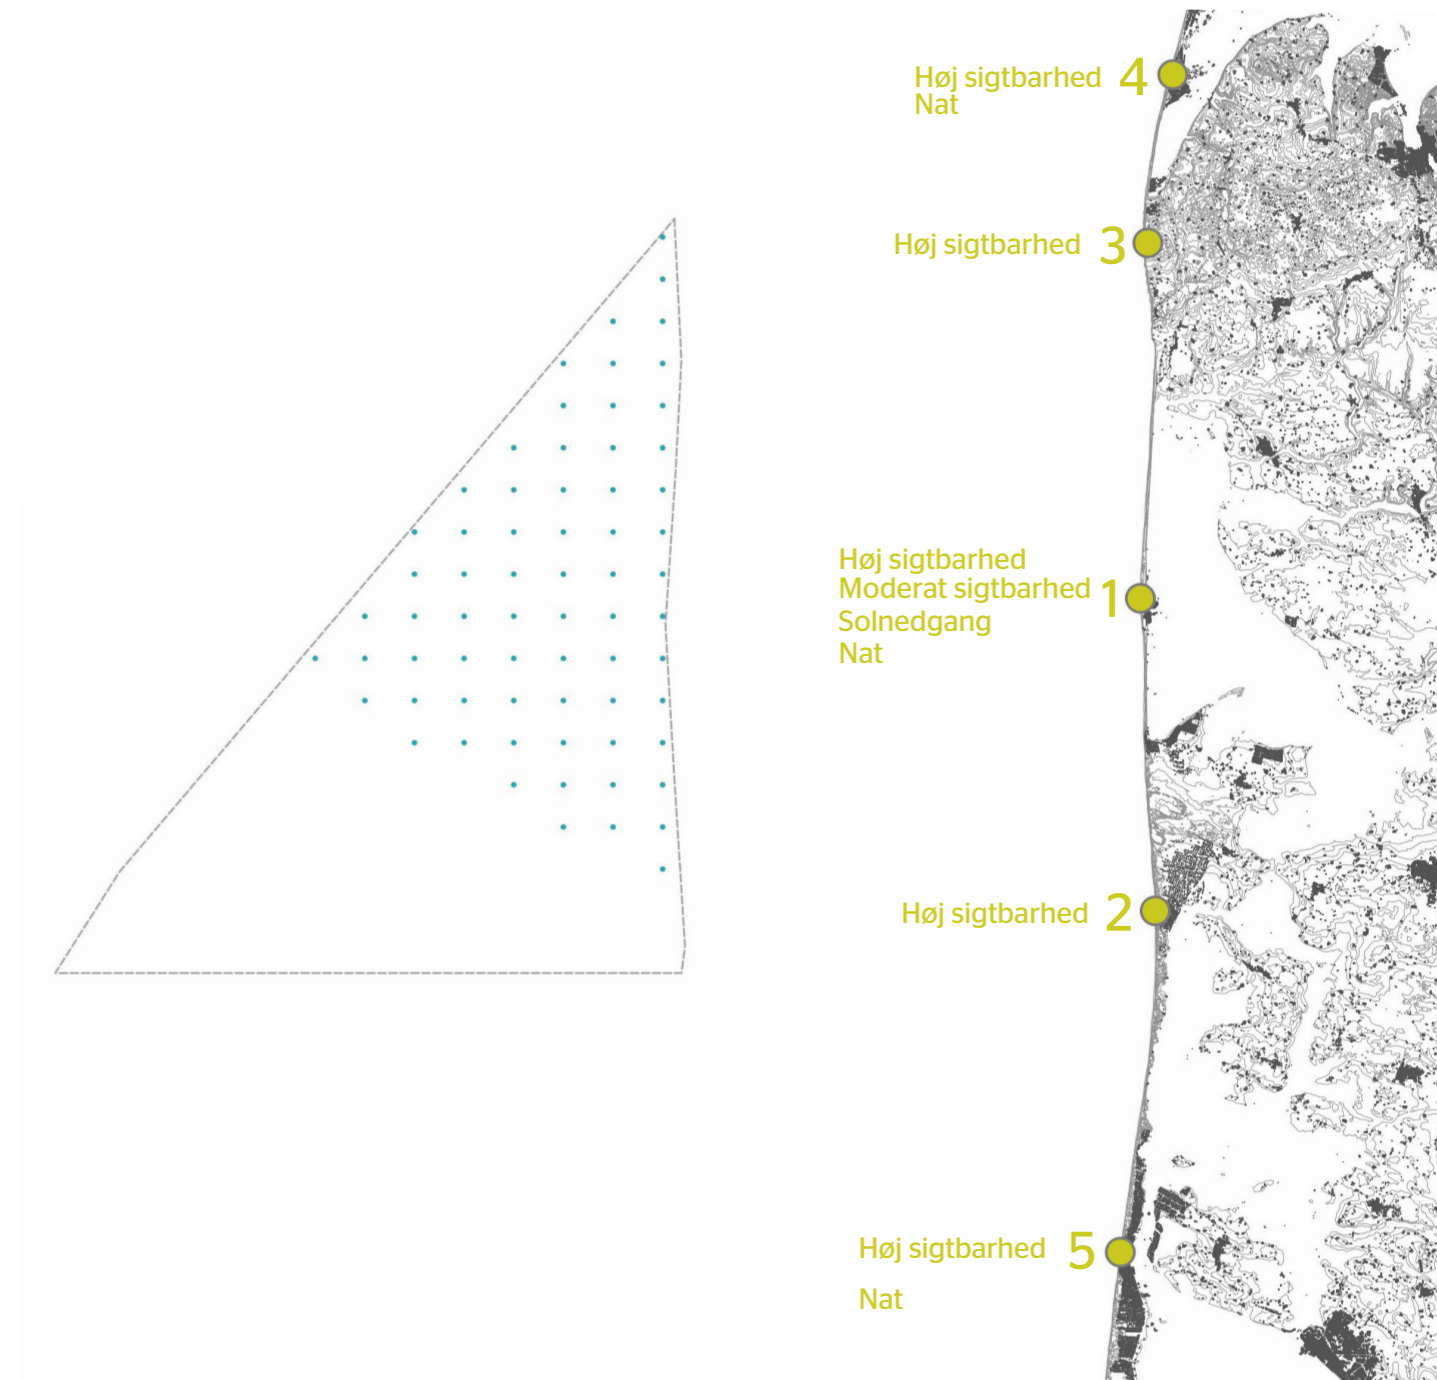 Høj sigtbarhed 4
Nat
Høj sigtbarhed 3
Høj sigtbarhed
Moderat sigtbarhed 1
Solnedgang
Nat
Høj sigtbarhed 2
Høj sigtbarhed 5
Nat